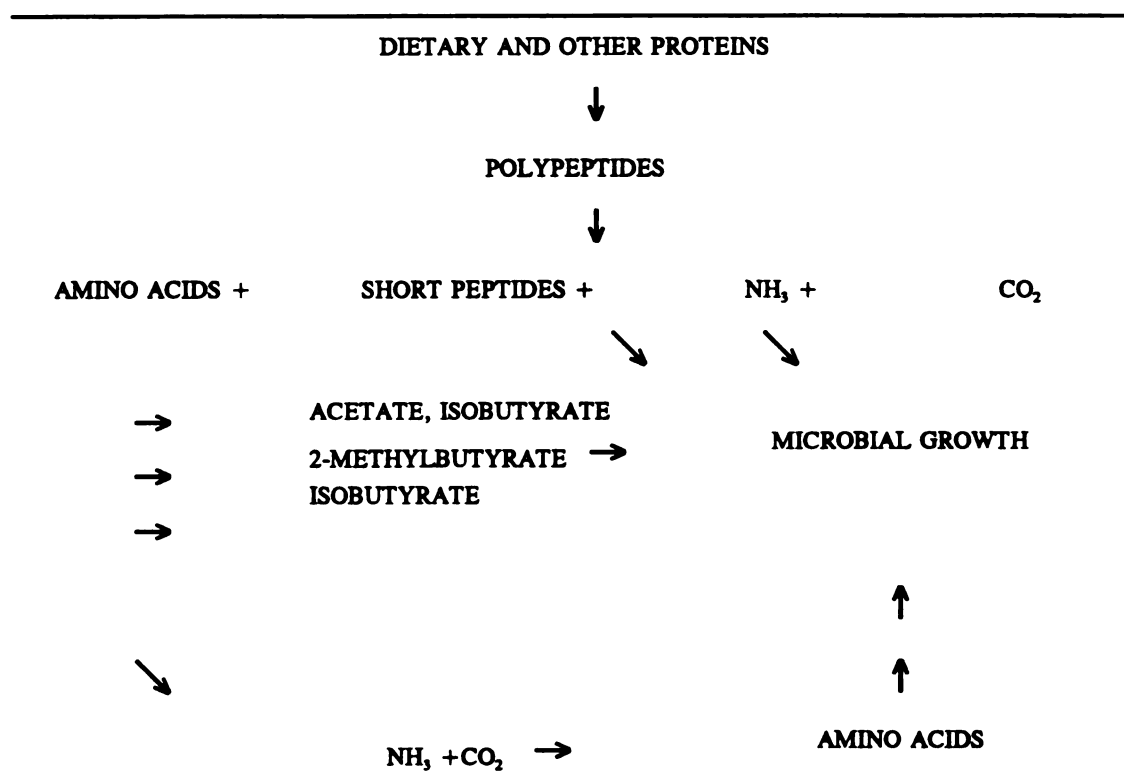 DIETARY AND OTHER PROTEINS
↓
POLYPEPTIDES
↓
AMINO ACIDS + SHORT PEPTIDES + NH₃ + CO₂
↘ ↘
→ ACETATE, ISOBUTYRATE
MICROBIAL GROWTH
→ 2-METHYLBUTYRATE →
ISOBUTYRATE
→
↑
↘ ↑
AMINO ACIDS
NH₃ +CO₂ →